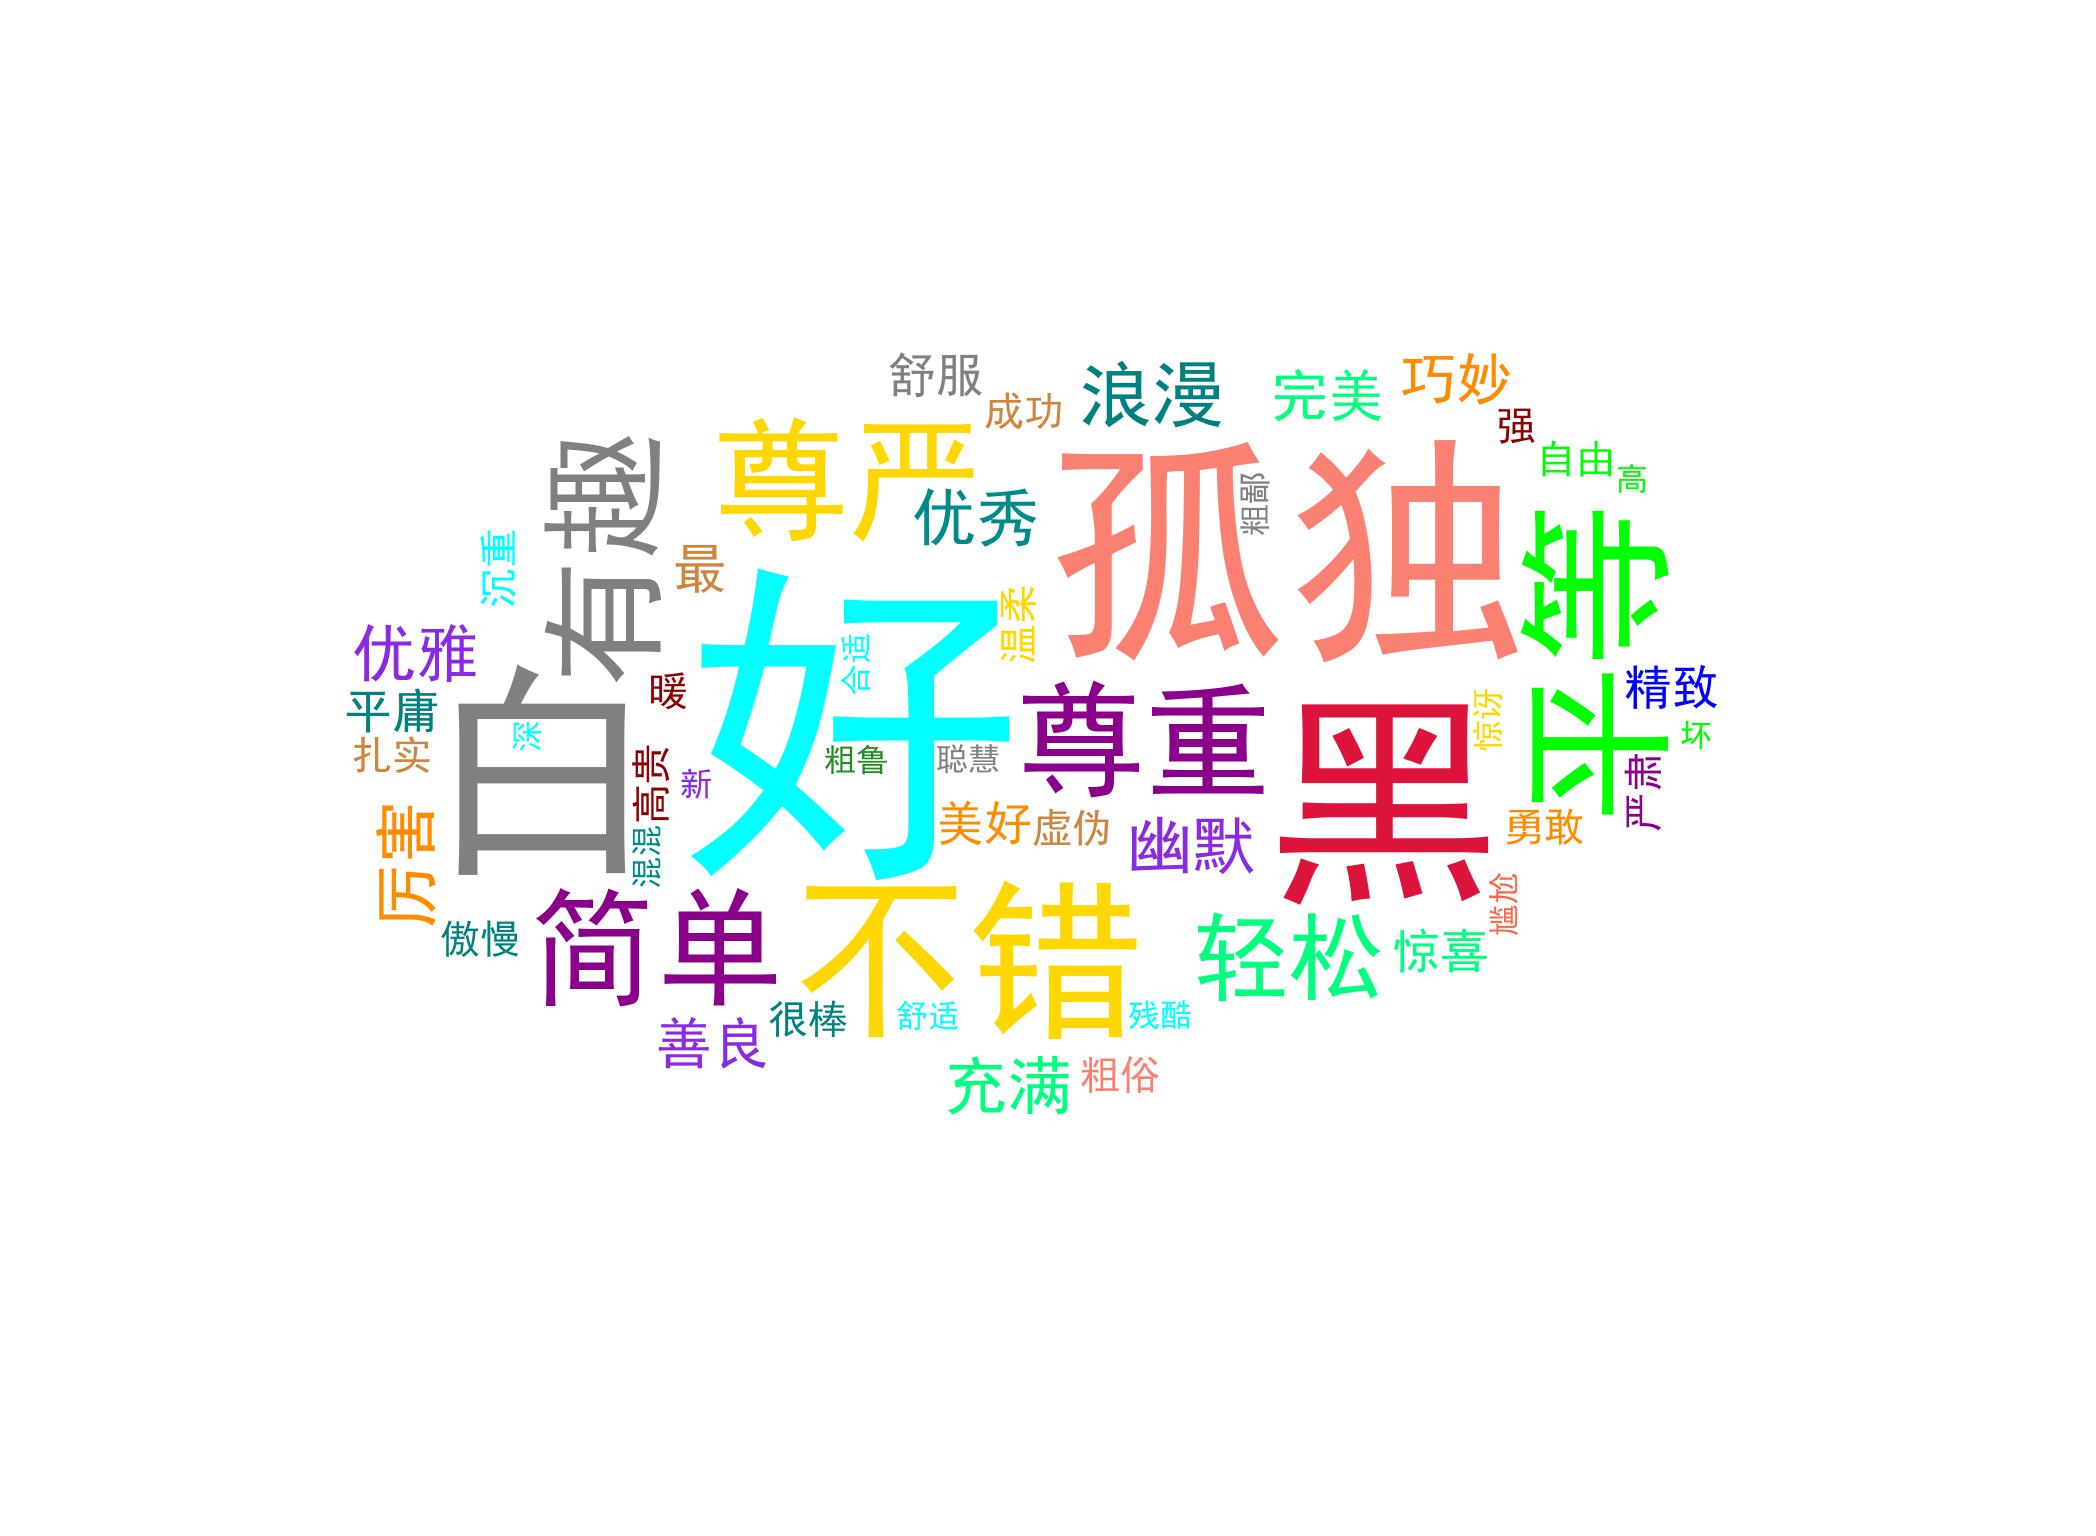 舒服
浪漫
完美
巧妙
成功
强
尊严
有趣
孤独
自由
高
粗鄙
优秀
平等
最
沉重
好
温柔
优雅
合适
暖
尊重
黑
惊讶
精致
平庸
白
深
坏
扎实
高贵
新
粗鲁
聪慧
严肃
厉害
混混
美好
虚伪
幽默
勇敢
尴尬
傲慢
简单
不错
轻松
惊喜
善良
很棒
舒适
残酷
充满
粗俗